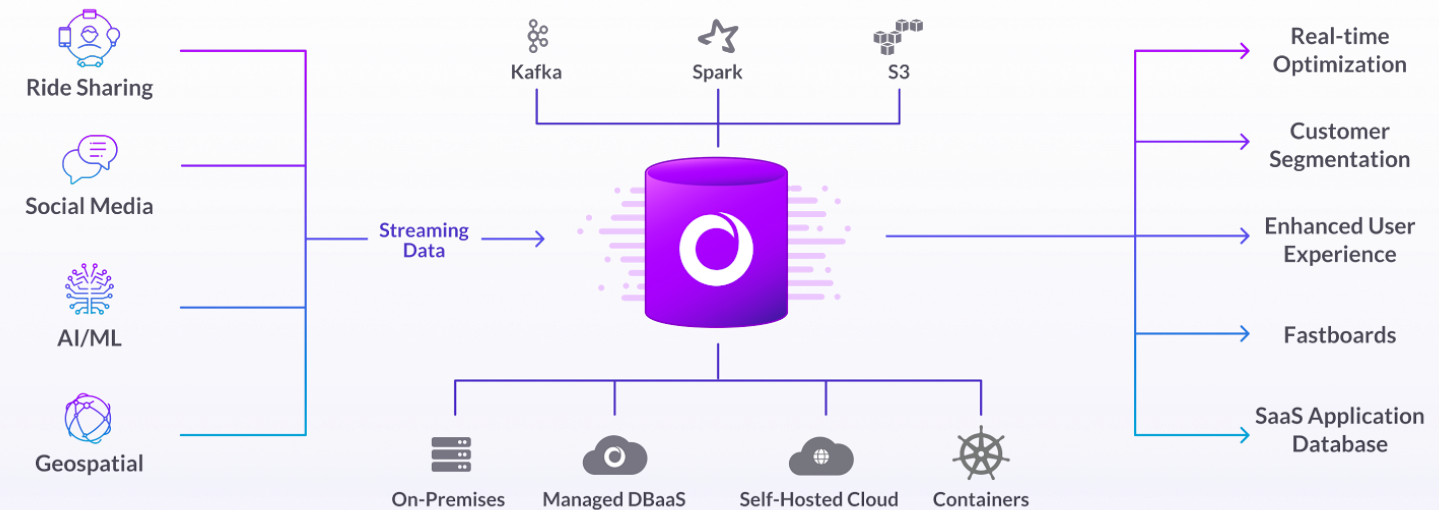 Ride Sharing
Social Media
AI/ML
Geospatial
Streaming
Data
Kafka
Spark
S3
On-Premises
Managed DBaaS
Self-Hosted Cloud
Containers
Real-time
Optimization
Customer
Segmentation
Enhanced User
Experience
Fastboards
SaaS Application
Database